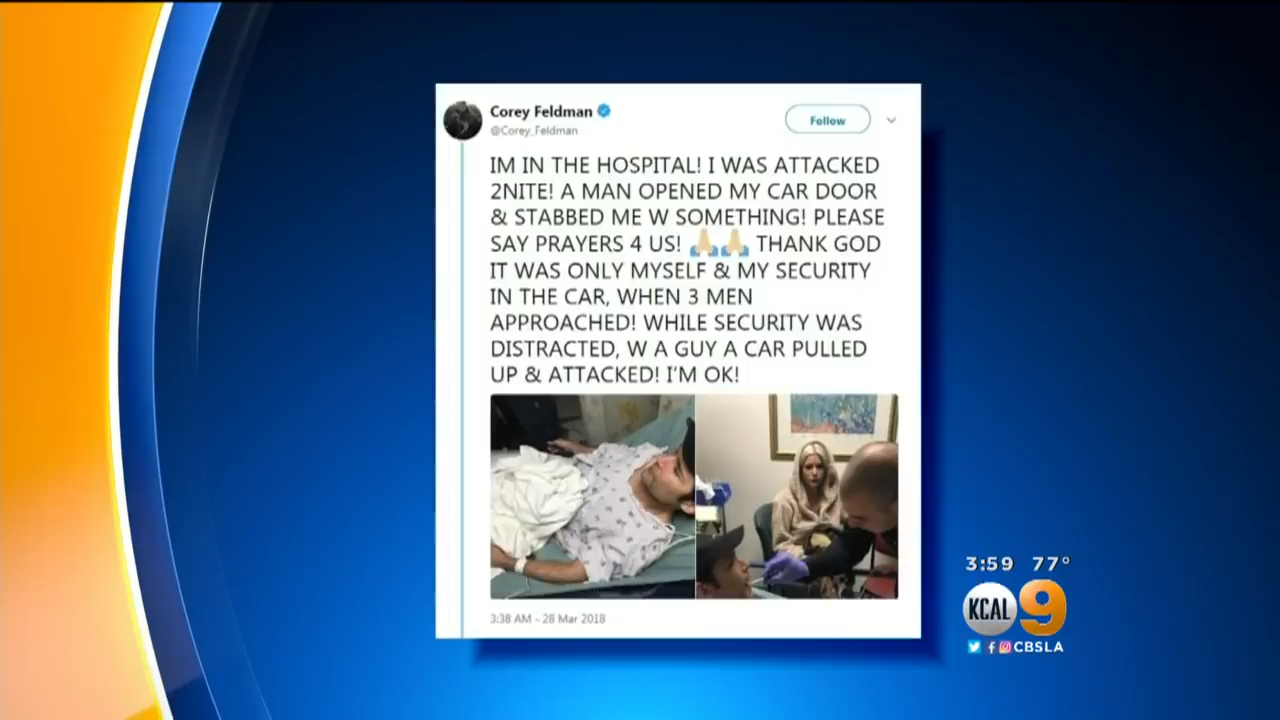 Corey Feldman
@Corey_Feldman
Follow
IM IN THE HOSPITAL! I WAS ATTACKED
2NITE! A MAN OPENED MY CAR DOOR
& STABBED ME W SOMETHING! PLEASE
SAY PRAYERS 4 US! 🙏🏼🙏🏼 THANK GOD
IT WAS ONLY MYSELF & MY SECURITY
IN THE CAR, WHEN 3 MEN
APPROACHED! WHILE SECURITY WAS
DISTRACTED, W A GUY A CAR PULLED
UP & ATTACKED! I'M OK!
3:38 AM - 28 Mar 2018
3:59 77°
KCAL 9
CBSLA